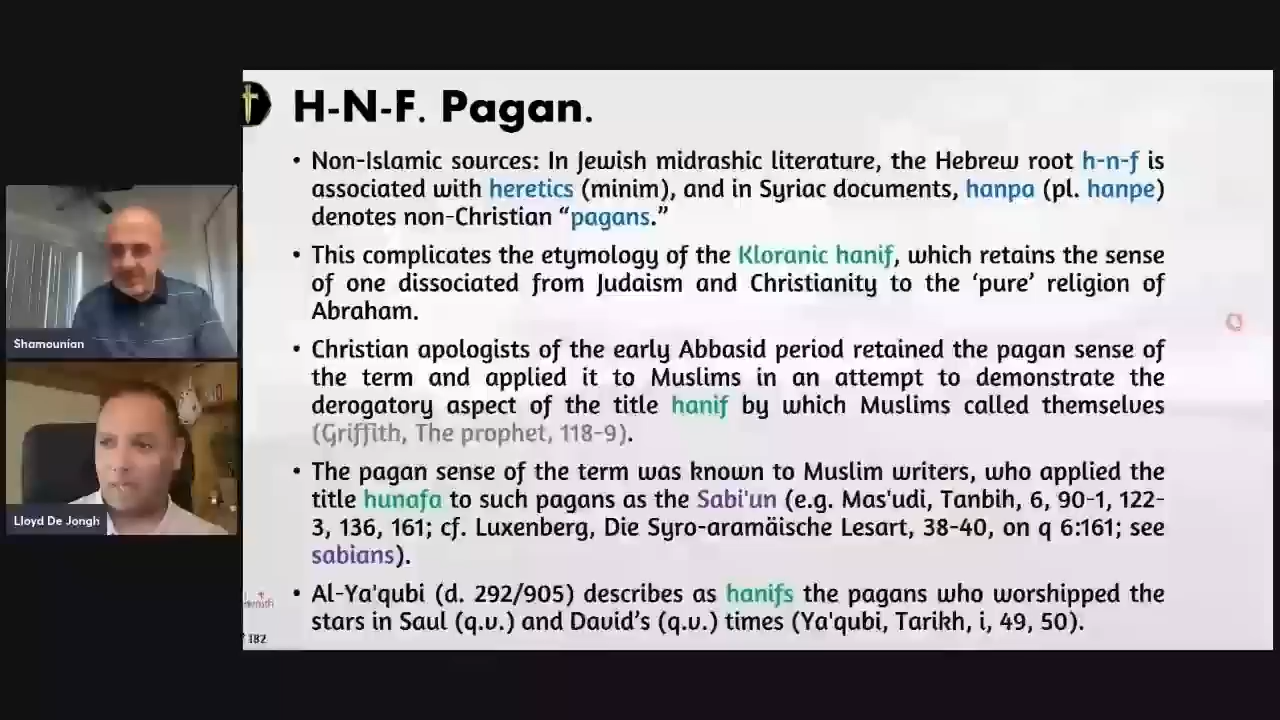 H-N-F. Pagan.
• Non-Islamic sources: In Jewish midrashic literature, the Hebrew root h-n-f is
associated with heretics (minim), and in Syriac documents, hanpa (pl. hanpe)
denotes non-Christian “pagans.”
• This complicates the etymology of the Kloranic hanif, which retains the sense
of one dissociated from Judaism and Christianity to the ‘pure’ religion of
Abraham.
• Christian apologists of the early Abbasid period retained the pagan sense of
the term and applied it to Muslims in an attempt to demonstrate the
derogatory aspect of the title hanif by which Muslims called themselves
(Griffith, The prophet, 118-9).
• The pagan sense of the term was known to Muslim writers, who applied the
title hunafa to such pagans as the Sabi'un (e.g. Mas'udi, Tanbih, 6, 90-1, 122-
3, 136, 161; cf. Luxenberg, Die Syro-aramäische Lesart, 38-40, on q 6:161; see
sabians).
• Al-Ya'qubi (d. 292/905) describes as hanifs the pagans who worshipped the
stars in Saul (q.v.) and David’s (q.v.) times (Ya'qubi, Tarikh, i, 49, 50).
182
Shamounian
Lloyd De Jongh